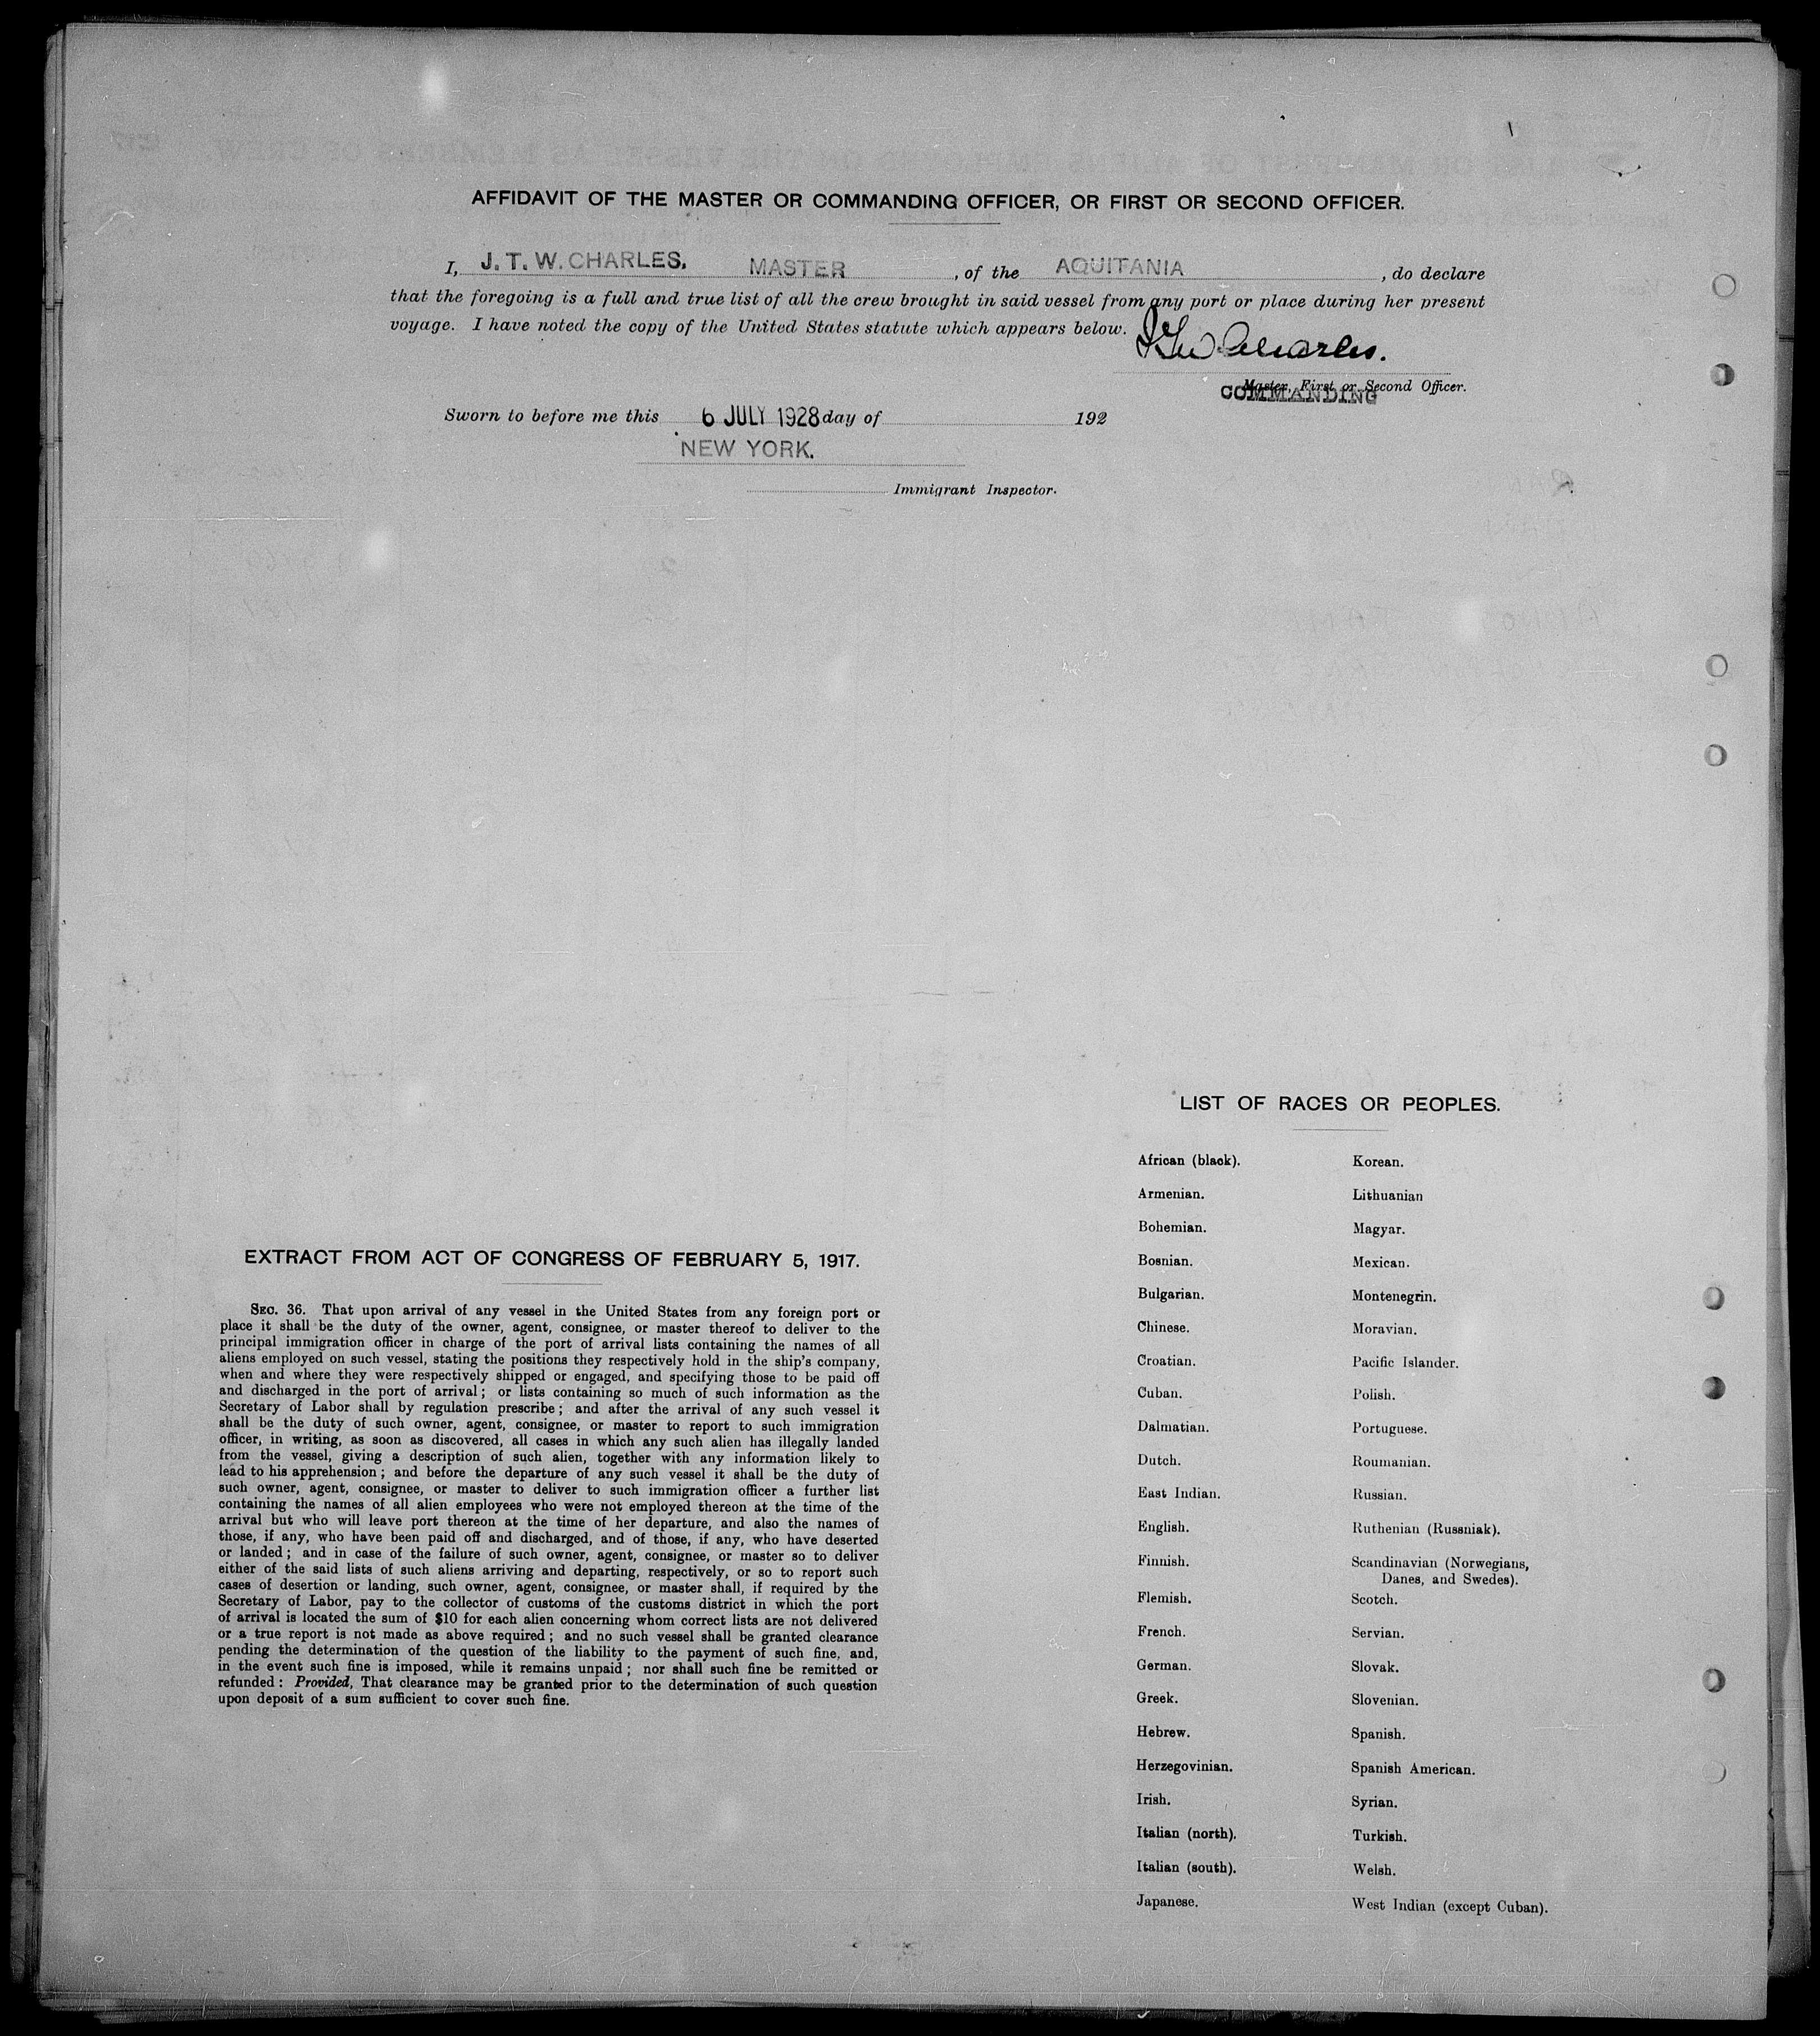 AFFIDAVIT OF THE MASTER OR COMMANDING OFFICER, OR FIRST OR SECOND OFFICER.
I, J. T. W. CHARLES. MASTER , of the AQUITANIA , do declare
that the foregoing is a full and true list of all the crew brought in said vessel from any port or place during her present
voyage. I have noted the copy of the United States statute which appears below.
JTW Charles.
Master, First or Second Officer.
COMMANDING
Sworn to before me this 6 JULY 1928 day of 192
NEW YORK.
Immigrant Inspector.
EXTRACT FROM ACT OF CONGRESS OF FEBRUARY 5, 1917.
SEC. 36. That upon arrival of any vessel in the United States from any foreign port or
place it shall be the duty of the owner, agent, consignee, or master thereof to deliver to the
principal immigration officer in charge of the port of arrival lists containing the names of all
aliens employed on such vessel, stating the positions they respectively hold in the ship's company,
when and where they were respectively shipped or engaged, and specifying those to be paid off
and discharged in the port of arrival; or lists containing so much of such information as the
Secretary of Labor shall by regulation prescribe; and after the arrival of any such vessel it
shall be the duty of such owner, agent, consignee, or master to report to such immigration
officer, in writing, as soon as discovered, all cases in which any such alien has illegally landed
from the vessel, giving a description of such alien, together with any information likely to
lead to his apprehension; and before the departure of any such vessel it shall be the duty of
such owner, agent, consignee, or master to deliver to such immigration officer a further list
containing the names of all alien employees who were not employed thereon at the time of the
arrival but who will leave port thereon at the time of her departure, and also the names of
those, if any, who have been paid off and discharged, and of those, if any, who have deserted
or landed; and in case of the failure of such owner, agent, consignee, or master so to deliver
either of the said lists of such aliens arriving and departing, respectively, or so to report such
cases of desertion or landing, such owner, agent, consignee, or master shall, if required by the
Secretary of Labor, pay to the collector of customs of the customs district in which the port
of arrival is located the sum of $10 for each alien concerning whom correct lists are not delivered
or a true report is not made as above required; and no such vessel shall be granted clearance
pending the determination of the question of the liability to the payment of such fine, and,
in the event such fine is imposed, while it remains unpaid; nor shall such fine be remitted or
refunded: Provided, That clearance may be granted prior to the determination of such question
upon deposit of a sum sufficient to cover such fine.
LIST OF RACES OR PEOPLES.
African (black).
Armenian.
Bohemian.
Bosnian.
Bulgarian.
Chinese.
Croatian.
Cuban.
Dalmatian.
Dutch.
East Indian.
English.
Finnish.
Flemish.
French.
German.
Greek.
Hebrew.
Herzegovinian.
Irish.
Italian (north).
Italian (south).
Japanese.
Korean.
Lithuanian
Magyar.
Mexican.
Montenegrin.
Moravian.
Pacific Islander.
Polish.
Portuguese.
Roumanian.
Russian.
Ruthenian (Russniak).
Scandinavian (Norwegians,
Danes, and Swedes).
Scotch.
Servian.
Slovak.
Slovenian.
Spanish.
Spanish American.
Syrian.
Turkish.
Welsh.
West Indian (except Cuban).